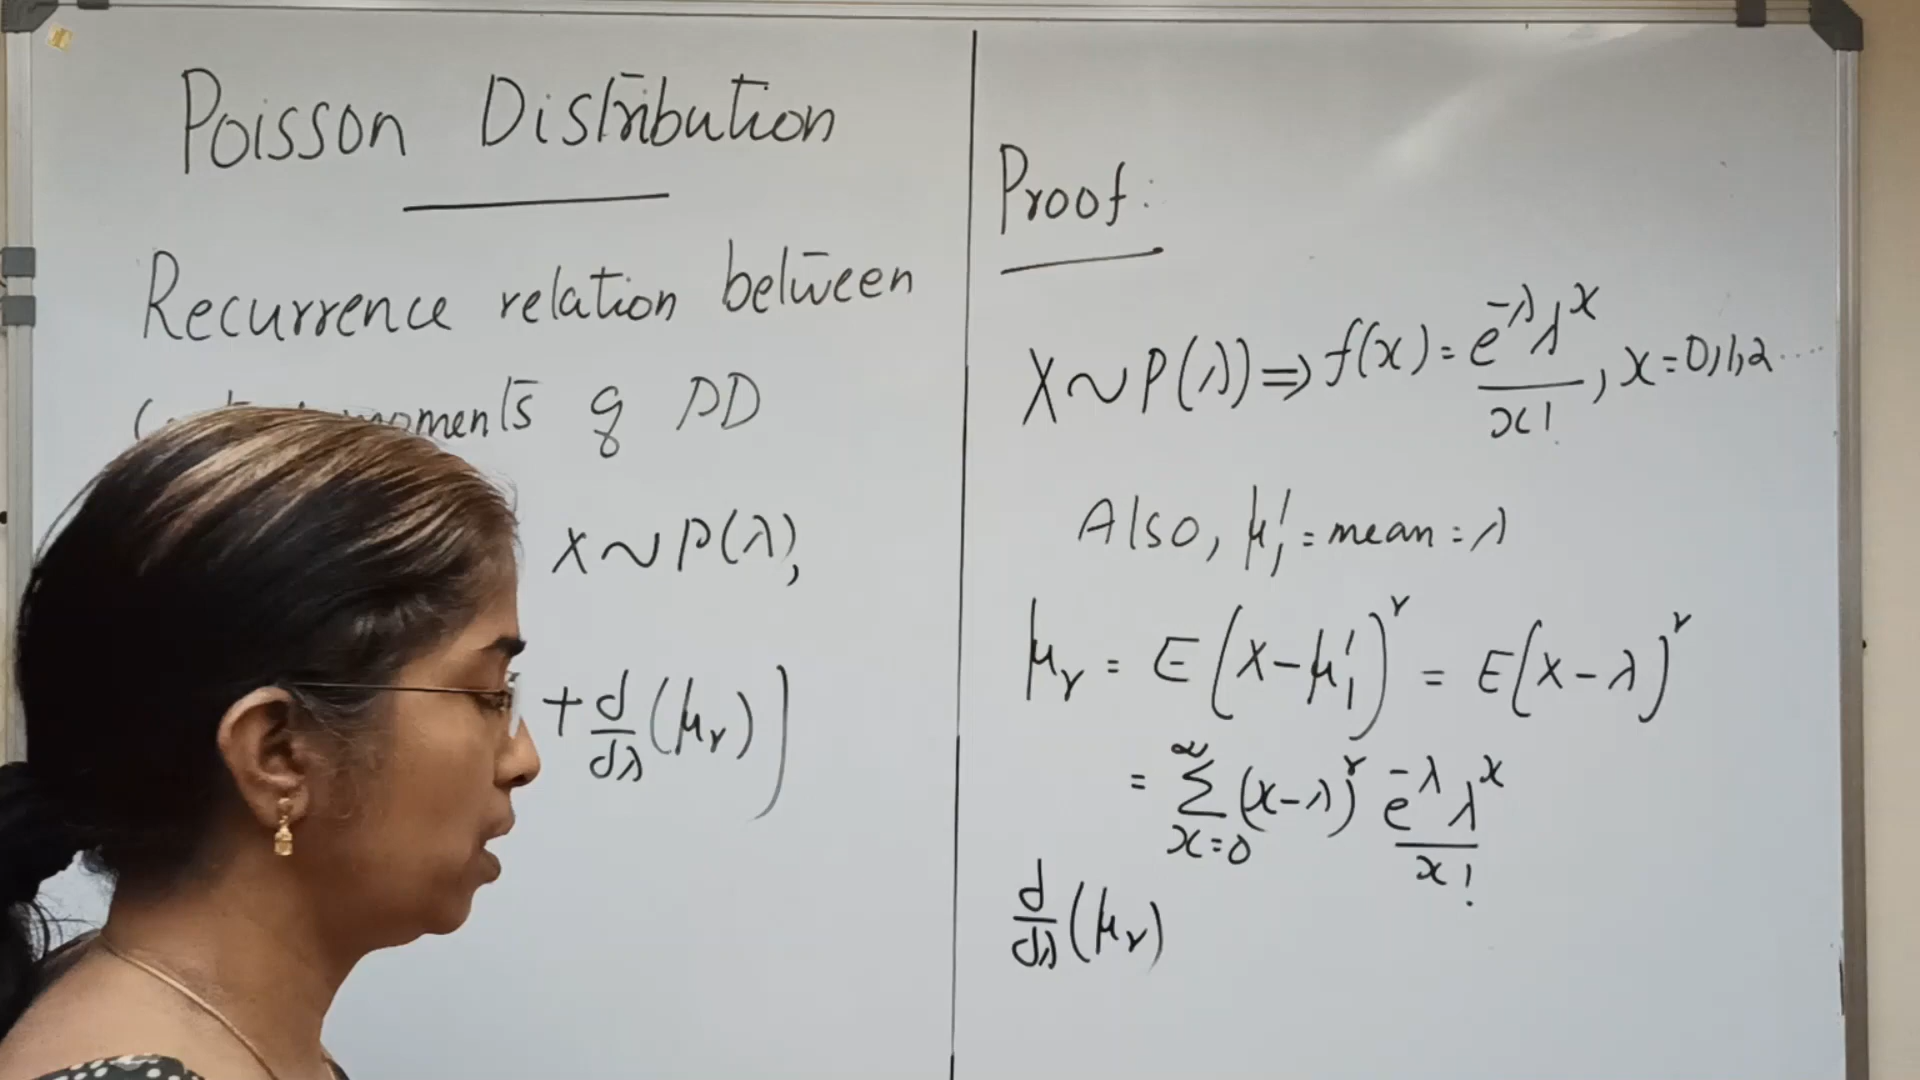 Poisson Distribution
Recurrence relation between
moments of PD
X ~ P(λ),
+ d/dλ (μᵣ) ]
Proof:
X ~ P(λ) ⇒ f(x) = e^-λ λ^x / x! , x = 0, 1, 2 ....
Also, μ₁' = mean = λ
μᵣ = E(X - μ₁')^r = E(X - λ)^r
= ∑_{x=0}^{∞} (x - λ)^r e^-λ λ^x / x!
d/dλ (μᵣ)